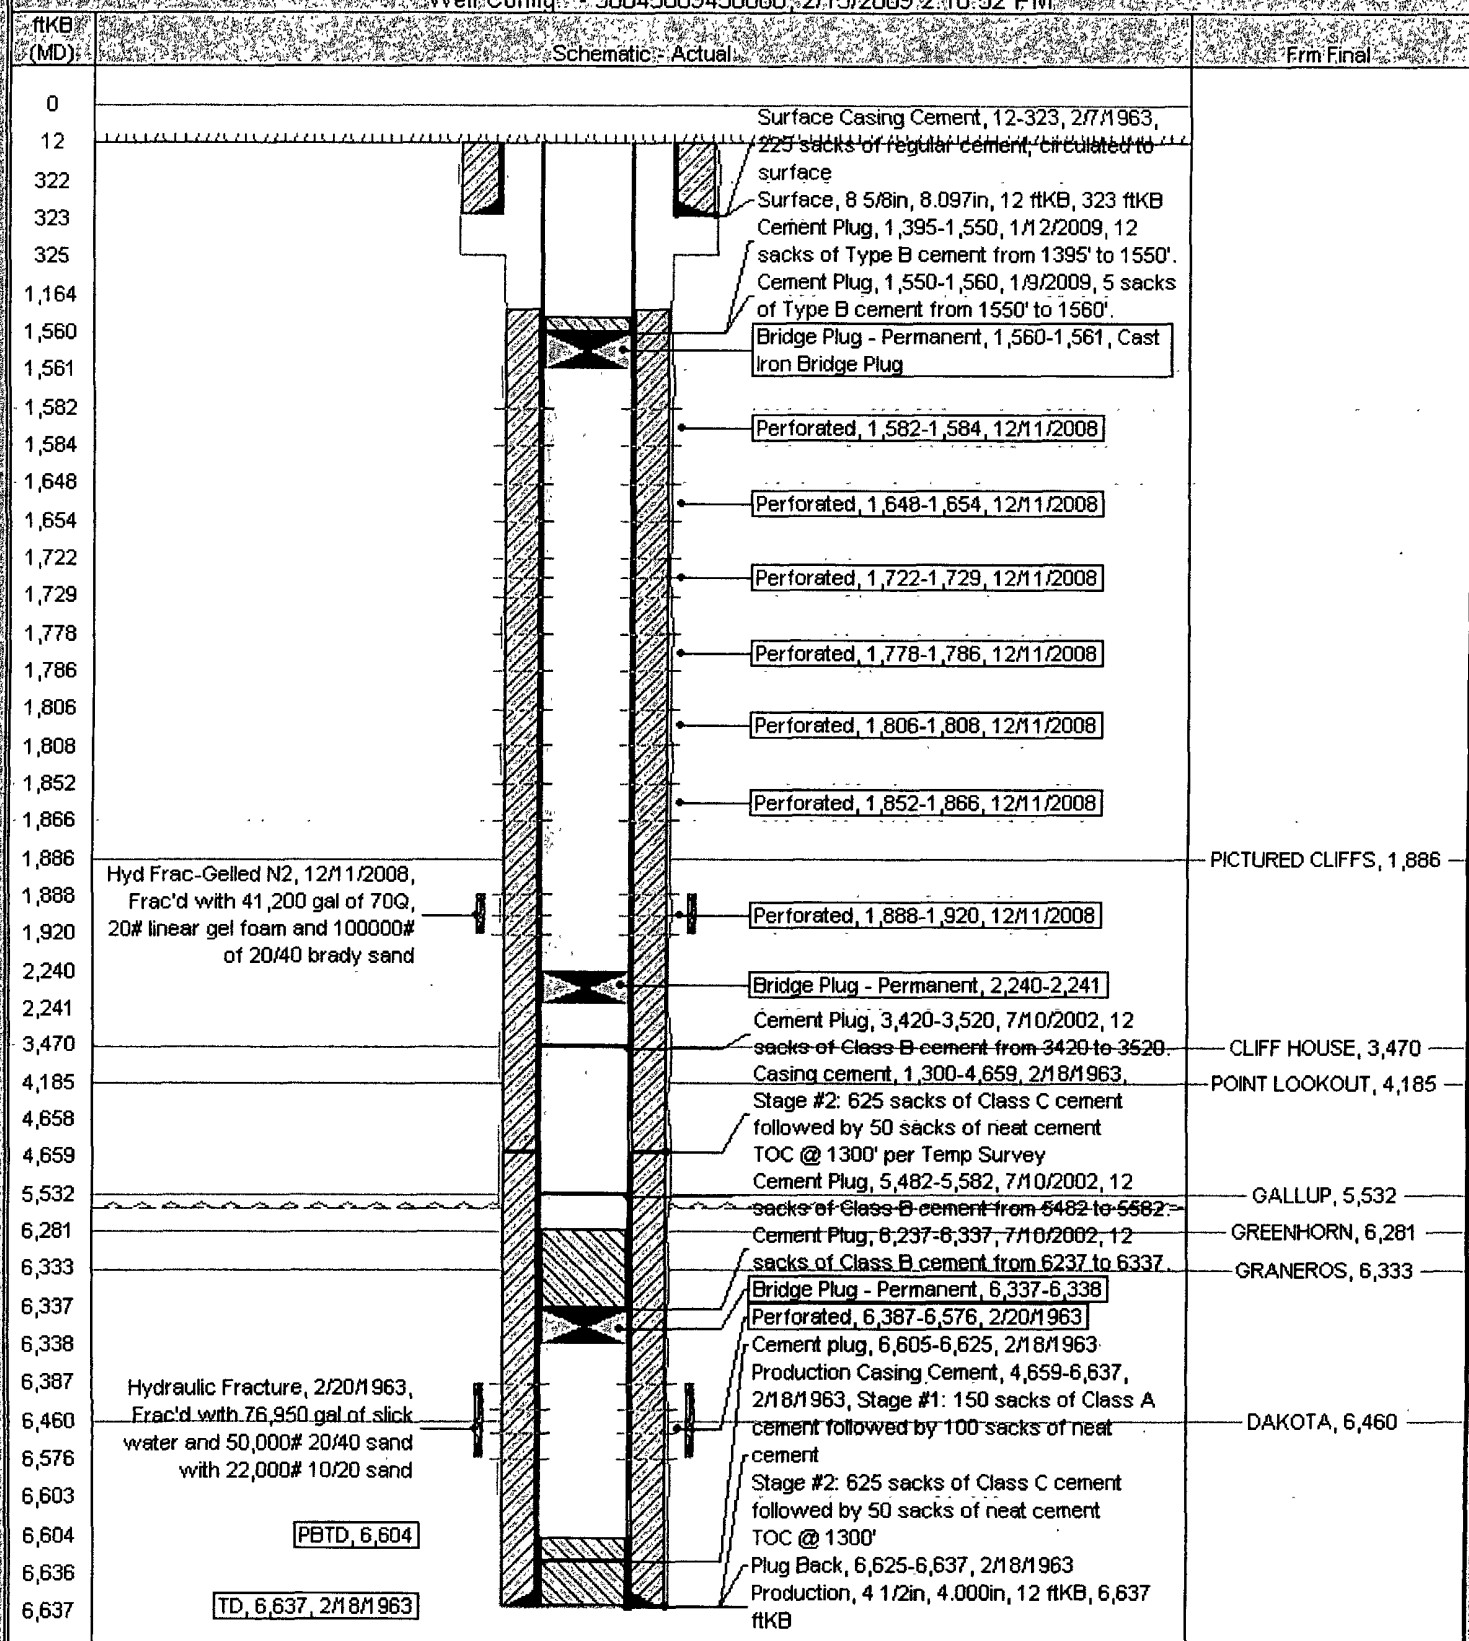 Well Config: - 30045069450000, 2/13/2009 2:16:52 PM
ftKB
(MD)
Schematic - Actual
Frm Final
0
12
322
323
325
1,164
1,560
1,561
1,582
1,584
1,648
1,654
1,722
1,729
1,778
1,786
1,806
1,808
1,852
1,866
1,886
1,888
1,920
2,240
2,241
3,470
4,185
4,658
4,659
5,532
6,281
6,333
6,337
6,338
6,387
6,460
6,576
6,603
6,604
6,636
6,637
Hyd Frac-Gelled N2, 12/11/2008,
Frac'd with 41,200 gal of 70Q,
20# linear gel foam and 100000#
of 20/40 brady sand
Hydraulic Fracture, 2/20/1963,
Frac'd with 76,950 gal of slick
water and 50,000# 20/40 sand
with 22,000# 10/20 sand
PBTD, 6,604
TD, 6,637, 2/18/1963
Surface Casing Cement, 12-323, 2/7/1963,
225 sacks of regular cement, circulated to
surface
Surface, 8 5/8in, 8.097in, 12 ftKB, 323 ftKB
Cement Plug, 1,395-1,550, 1/12/2009, 12
sacks of Type B cement from 1395' to 1550'.
Cement Plug, 1,550-1,560, 1/9/2009, 5 sacks
of Type B cement from 1550' to 1560'.
Bridge Plug - Permanent, 1,560-1,561, Cast
Iron Bridge Plug
Perforated, 1,582-1,584, 12/11/2008
Perforated, 1,648-1,654, 12/11/2008
Perforated, 1,722-1,729, 12/11/2008
Perforated, 1,778-1,786, 12/11/2008
Perforated, 1,806-1,808, 12/11/2008
Perforated, 1,852-1,866, 12/11/2008
Perforated, 1,888-1,920, 12/11/2008
Bridge Plug - Permanent, 2,240-2,241
Cement Plug, 3,420-3,520, 7/10/2002, 12
sacks of Class B cement from 3420 to 3520.
Casing cement, 1,300-4,659, 2/18/1963,
Stage #2: 625 sacks of Class C cement
followed by 50 sacks of neat cement
TOC @ 1300' per Temp Survey
Cement Plug, 5,482-5,582, 7/10/2002, 12
sacks of Class B cement from 5482 to 5582.
Cement Plug, 6,237-6,337, 7/10/2002, 12
sacks of Class B cement from 6237 to 6337.
Bridge Plug - Permanent, 6,337-6,338
Perforated, 6,387-6,576, 2/20/1963
Cement plug, 6,605-6,625, 2/18/1963
Production Casing Cement, 4,659-6,637,
2/18/1963, Stage #1: 150 sacks of Class A
cement followed by 100 sacks of neat
cement
Stage #2: 625 sacks of Class C cement
followed by 50 sacks of neat cement
TOC @ 1300'
Plug Back, 6,625-6,637, 2/18/1963
Production, 4 1/2in, 4.000in, 12 ftKB, 6,637
ftKB
PICTURED CLIFFS, 1,886
CLIFF HOUSE, 3,470
POINT LOOKOUT, 4,185
GALLUP, 5,532
GREENHORN, 6,281
GRANEROS, 6,333
DAKOTA, 6,460